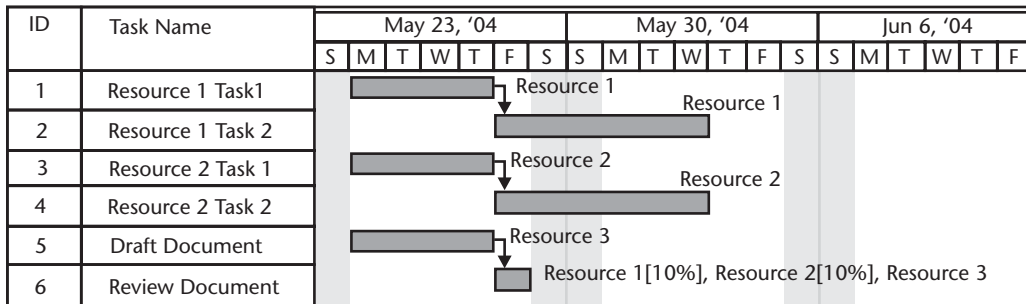 ID Task Name May 23, ‘04 May 30, ‘04 Jun 6, ‘04
S M T W T F S S M T W T F S S M T W T F
1 Resource 1 Task1 Resource 1
2 Resource 1 Task 2 Resource 1
3 Resource 2 Task 1 Resource 2
4 Resource 2 Task 2 Resource 2
5 Draft Document Resource 3
6 Review Document Resource 1[10%], Resource 2[10%], Resource 3